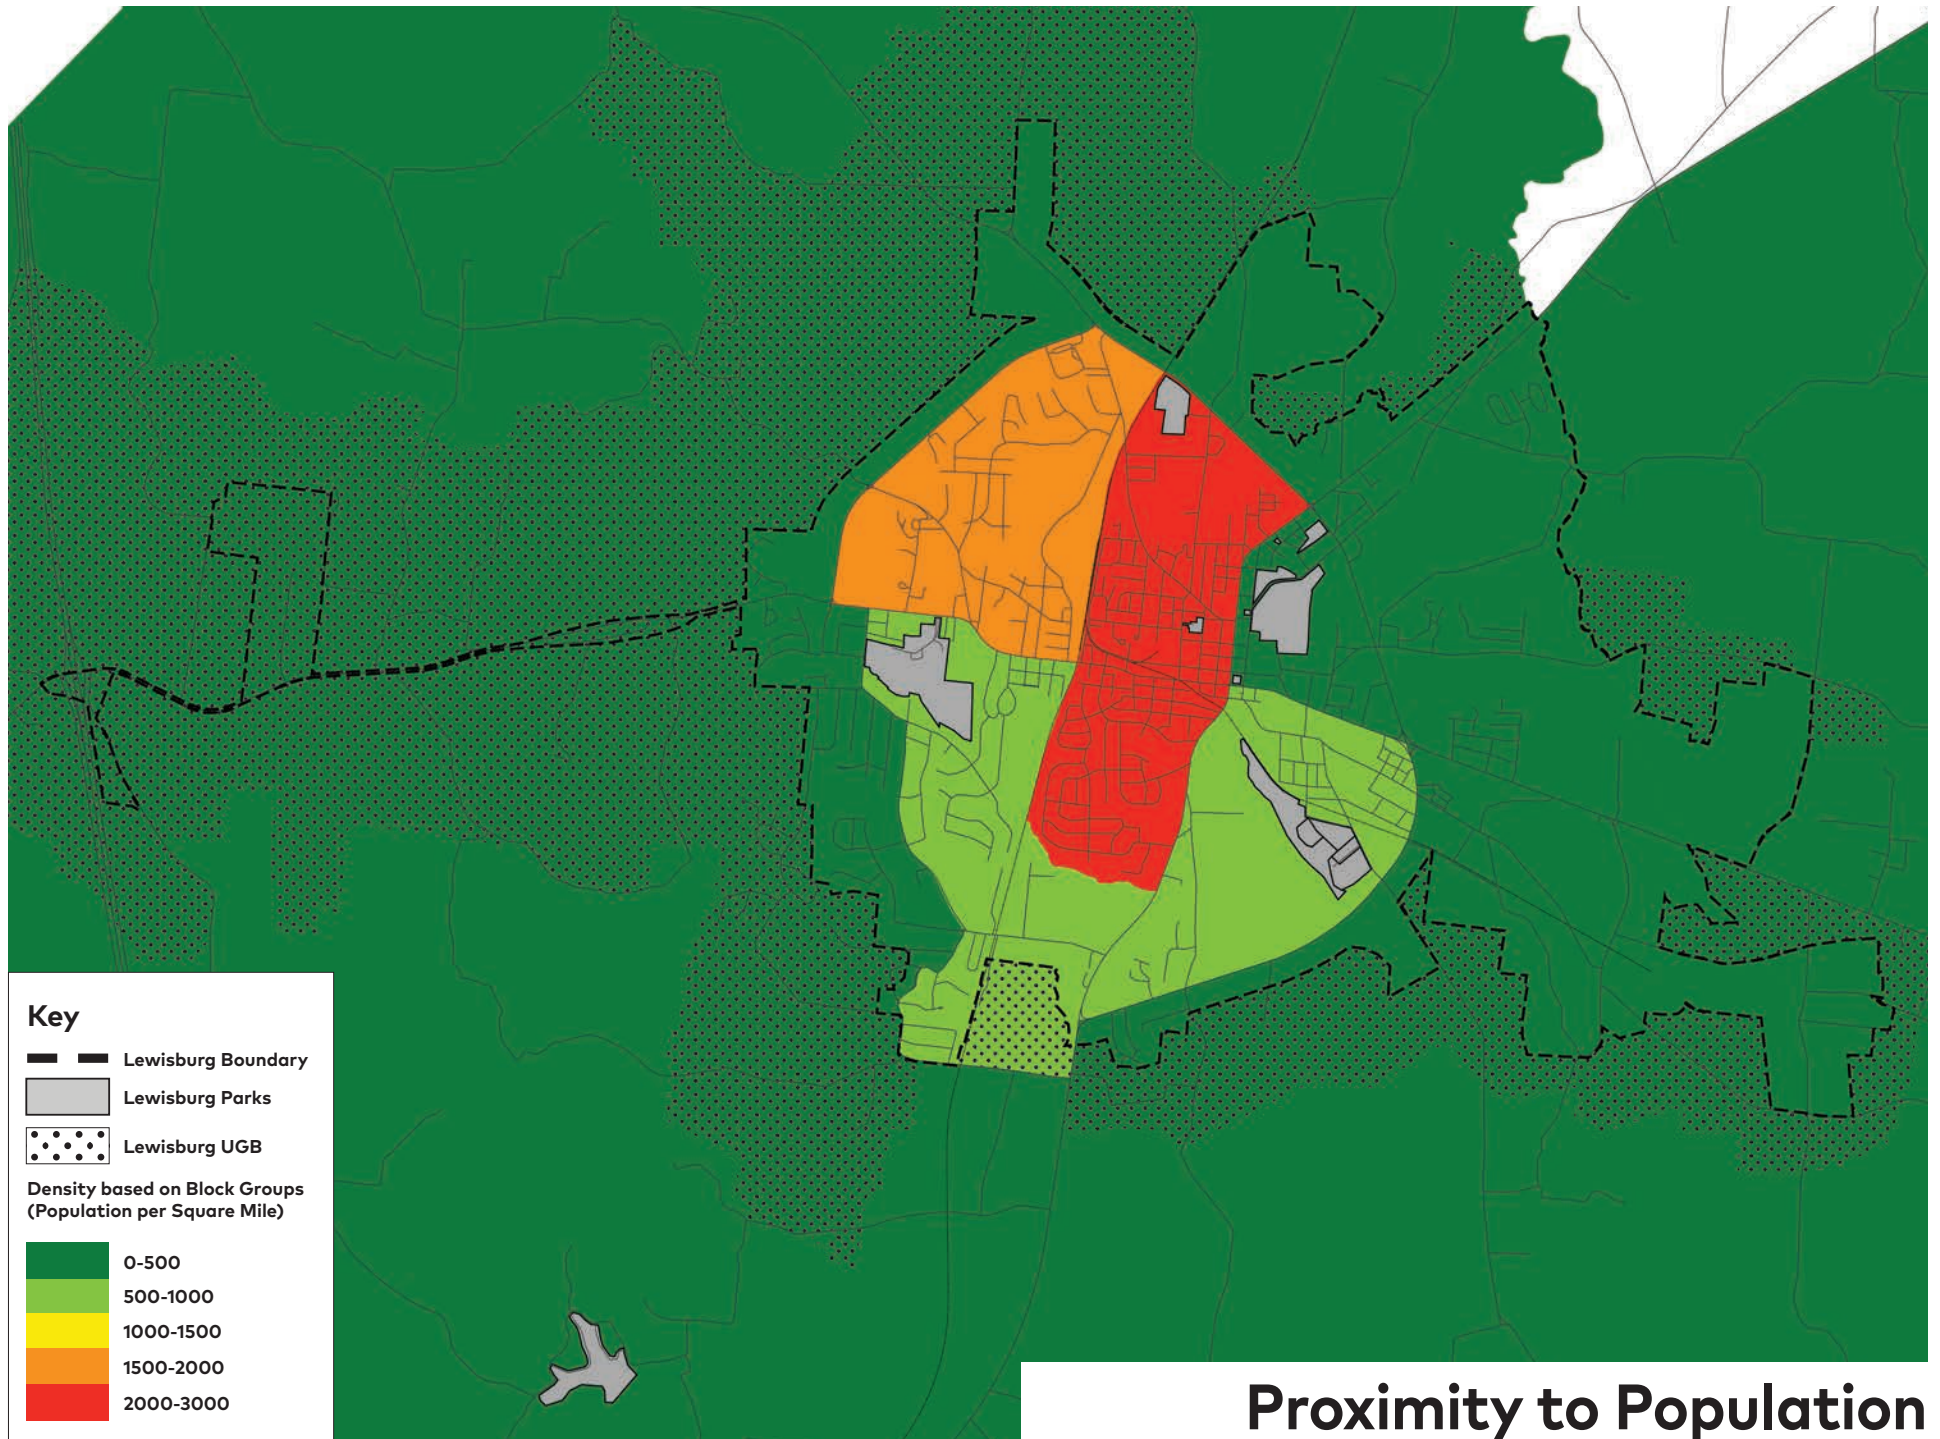 Key
Lewisburg Boundary
Lewisburg Parks
Lewisburg UGB
Density based on Block Groups
(Population per Square Mile)
0-500
500-1000
1000-1500
1500-2000
2000-3000
Proximity to Population